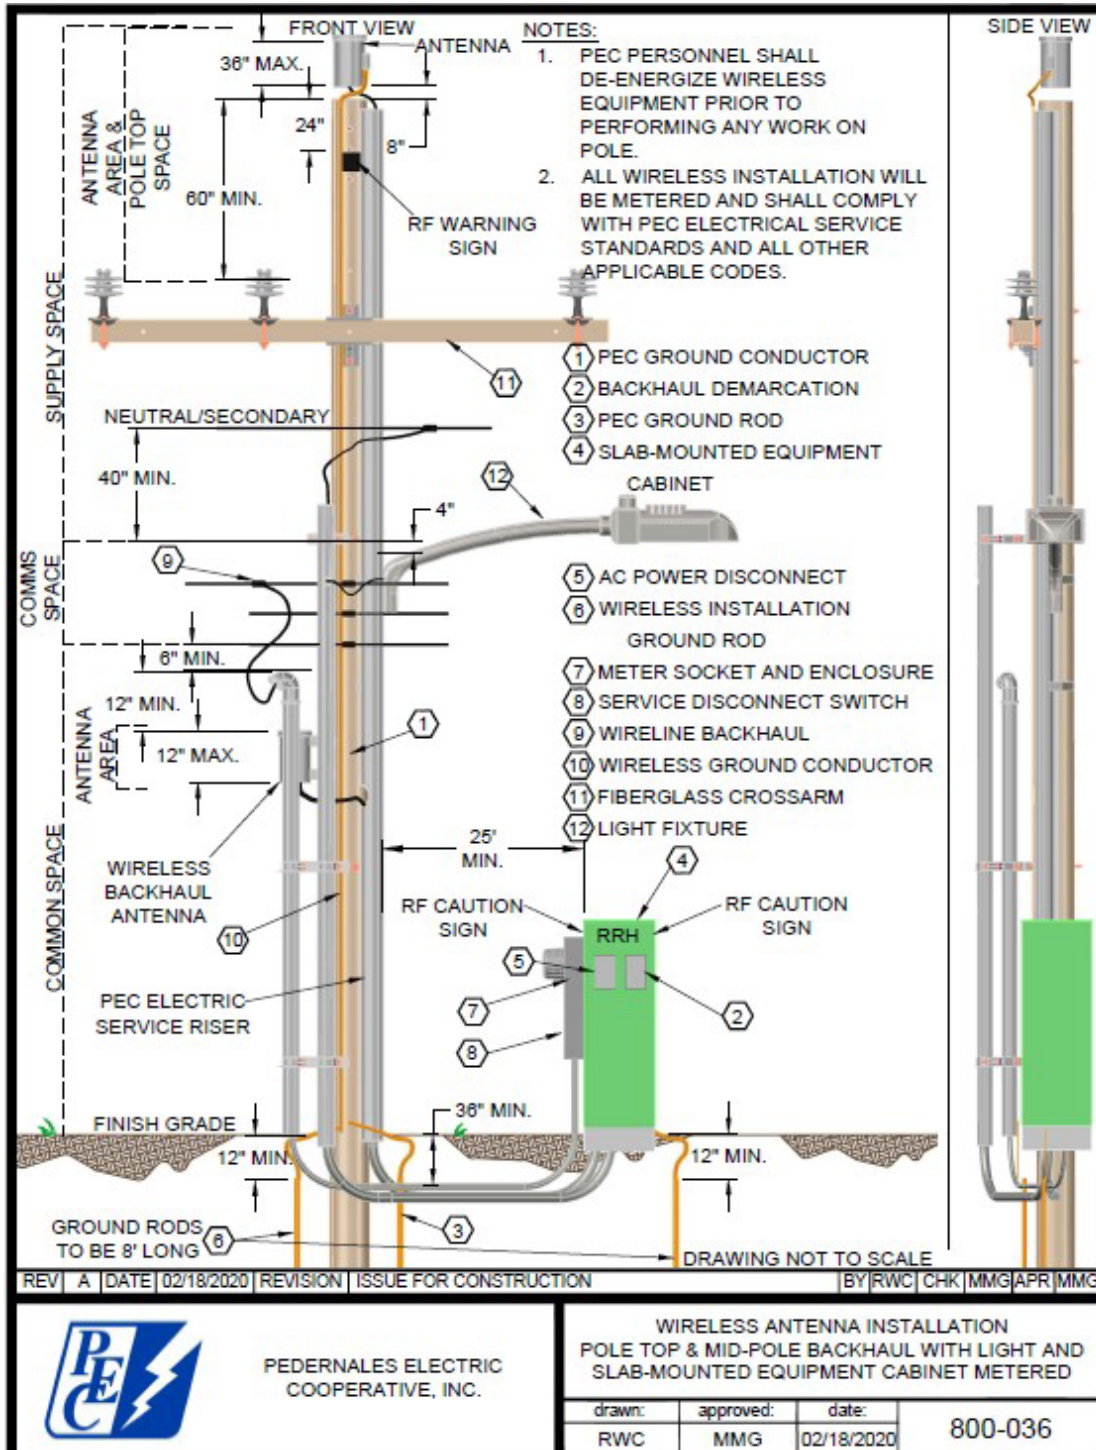 FRONT VIEW
ANTENNA
36" MAX.
24"
8"
ANTENNA
AREA &
POLE TOP
SPACE
60" MIN.
RF WARNING
SIGN
NOTES:
1. PEC PERSONNEL SHALL
DE-ENERGIZE WIRELESS
EQUIPMENT PRIOR TO
PERFORMING ANY WORK ON
POLE.
2. ALL WIRELESS INSTALLATION WILL
BE METERED AND SHALL COMPLY
WITH PEC ELECTRICAL SERVICE
STANDARDS AND ALL OTHER
APPLICABLE CODES.
SIDE VIEW
SUPPLY SPACE
11
NEUTRAL/SECONDARY
40" MIN.
12
4"
1 PEC GROUND CONDUCTOR
2 BACKHAUL DEMARCATION
3 PEC GROUND ROD
4 SLAB-MOUNTED EQUIPMENT
CABINET
5 AC POWER DISCONNECT
6 WIRELESS INSTALLATION
GROUND ROD
7 METER SOCKET AND ENCLOSURE
8 SERVICE DISCONNECT SWITCH
9 WIRELINE BACKHAUL
10 WIRELESS GROUND CONDUCTOR
11 FIBERGLASS CROSSARM
12 LIGHT FIXTURE
COMMS
SPACE
9
6" MIN.
12" MIN.
ANTENNA
AREA
12" MAX.
1
25'
MIN.
WIRELESS
BACKHAUL
ANTENNA
COMMON SPACE
10
4
RF CAUTION
SIGN
RRH
RF CAUTION
SIGN
5
7
2
8
PEC ELECTRIC
SERVICE RISER
FINISH GRADE
36" MIN.
12" MIN.
12" MIN.
GROUND RODS
TO BE 8' LONG
6
3
DRAWING NOT TO SCALE
REV A DATE 02/18/2020 REVISION ISSUE FOR CONSTRUCTION BY RWC CHK MMG APR MMG
PEC
PEDERNALES ELECTRIC
COOPERATIVE, INC.
WIRELESS ANTENNA INSTALLATION
POLE TOP & MID-POLE BACKHAUL WITH LIGHT AND
SLAB-MOUNTED EQUIPMENT CABINET METERED
drawn: approved: date:
RWC MMG 02/18/2020
800-036